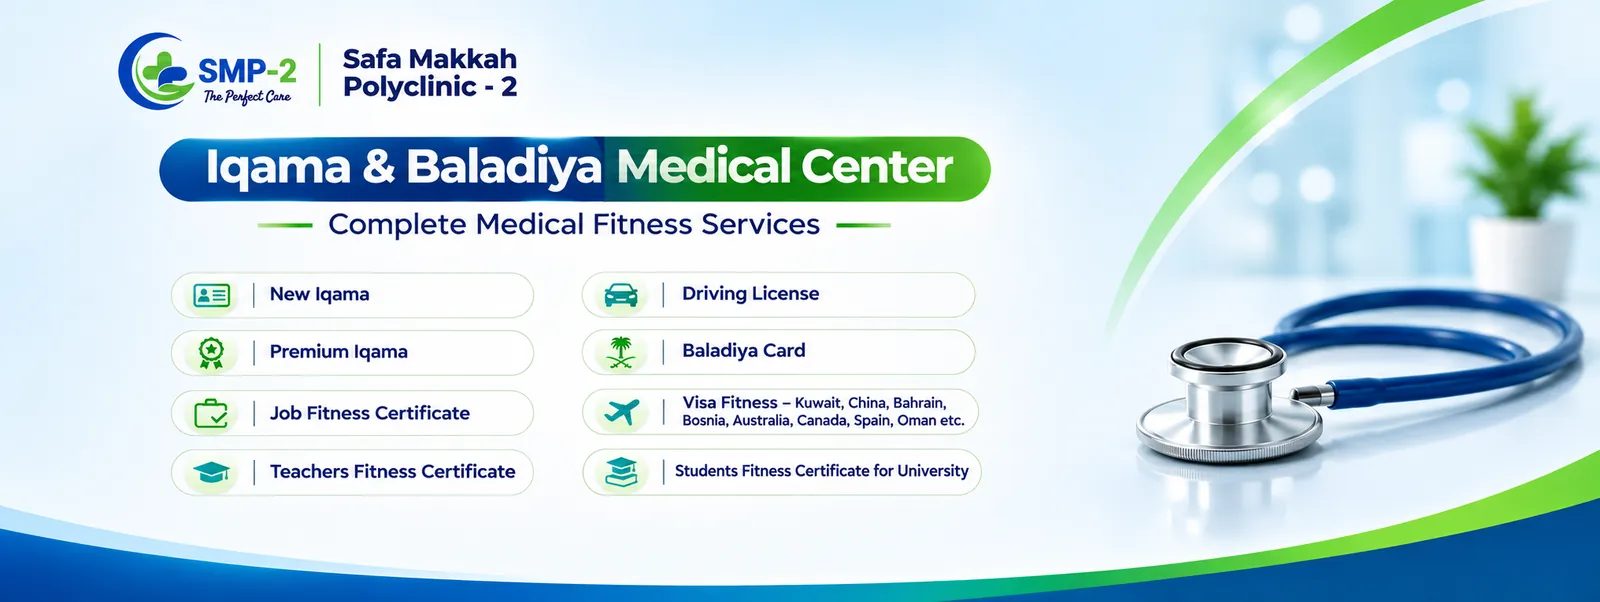 SMP-2
The Perfect Care
Safa Makkah
Polyclinic - 2
Iqama & Baladiya Medical Center
Complete Medical Fitness Services
New Iqama
Premium Iqama
Job Fitness Certificate
Teachers Fitness Certificate
Driving License
Baladiya Card
Visa Fitness – Kuwait, China, Bahrain,
Bosnia, Australia, Canada, Spain, Oman etc.
Students Fitness Certificate for University